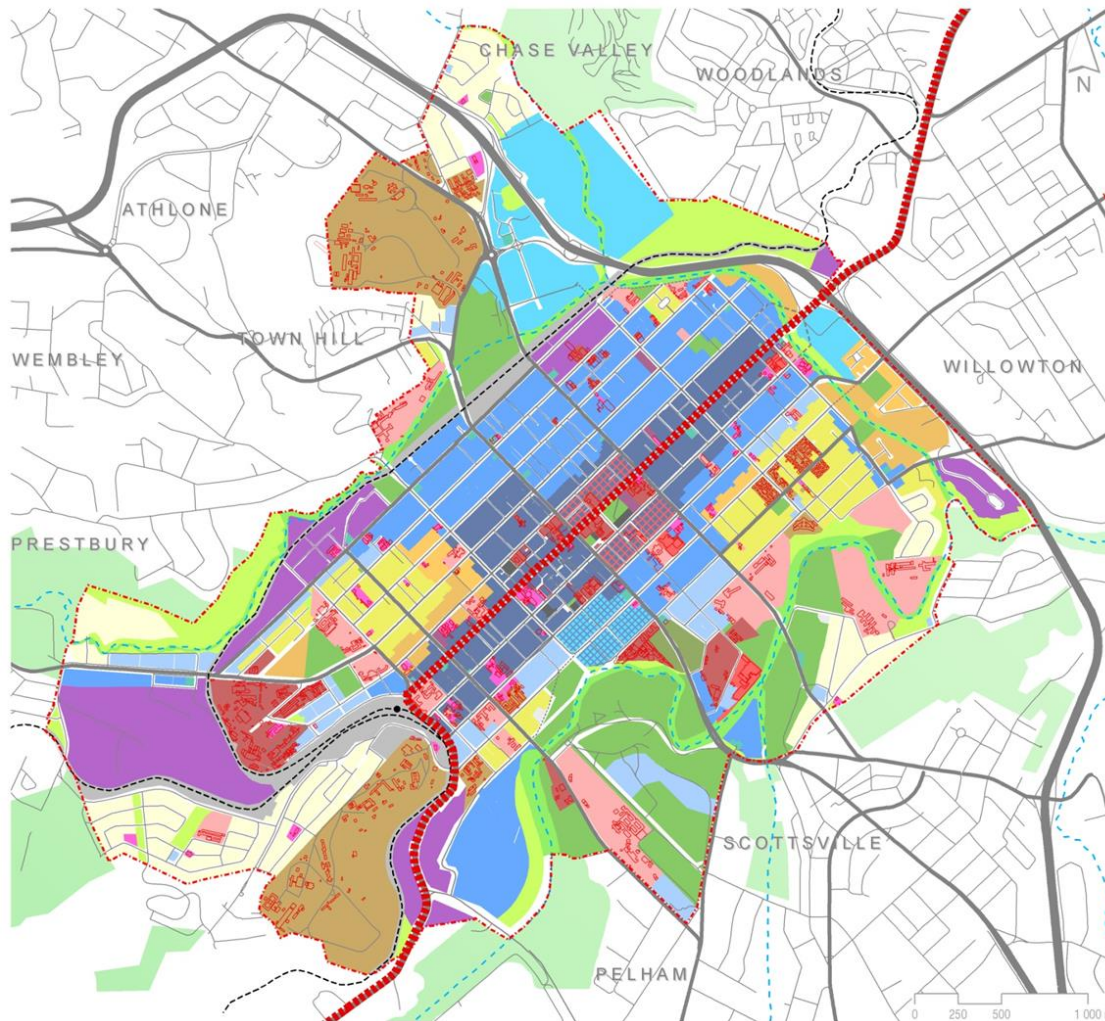 CHASE VALLEY
WOODLANDS
N
ATHLONE
TOWN HILL
WEMBLEY
WILLOWTON
PRESTBURY
SCOTTSVILLE
PELHAM
0 250 500 1 000